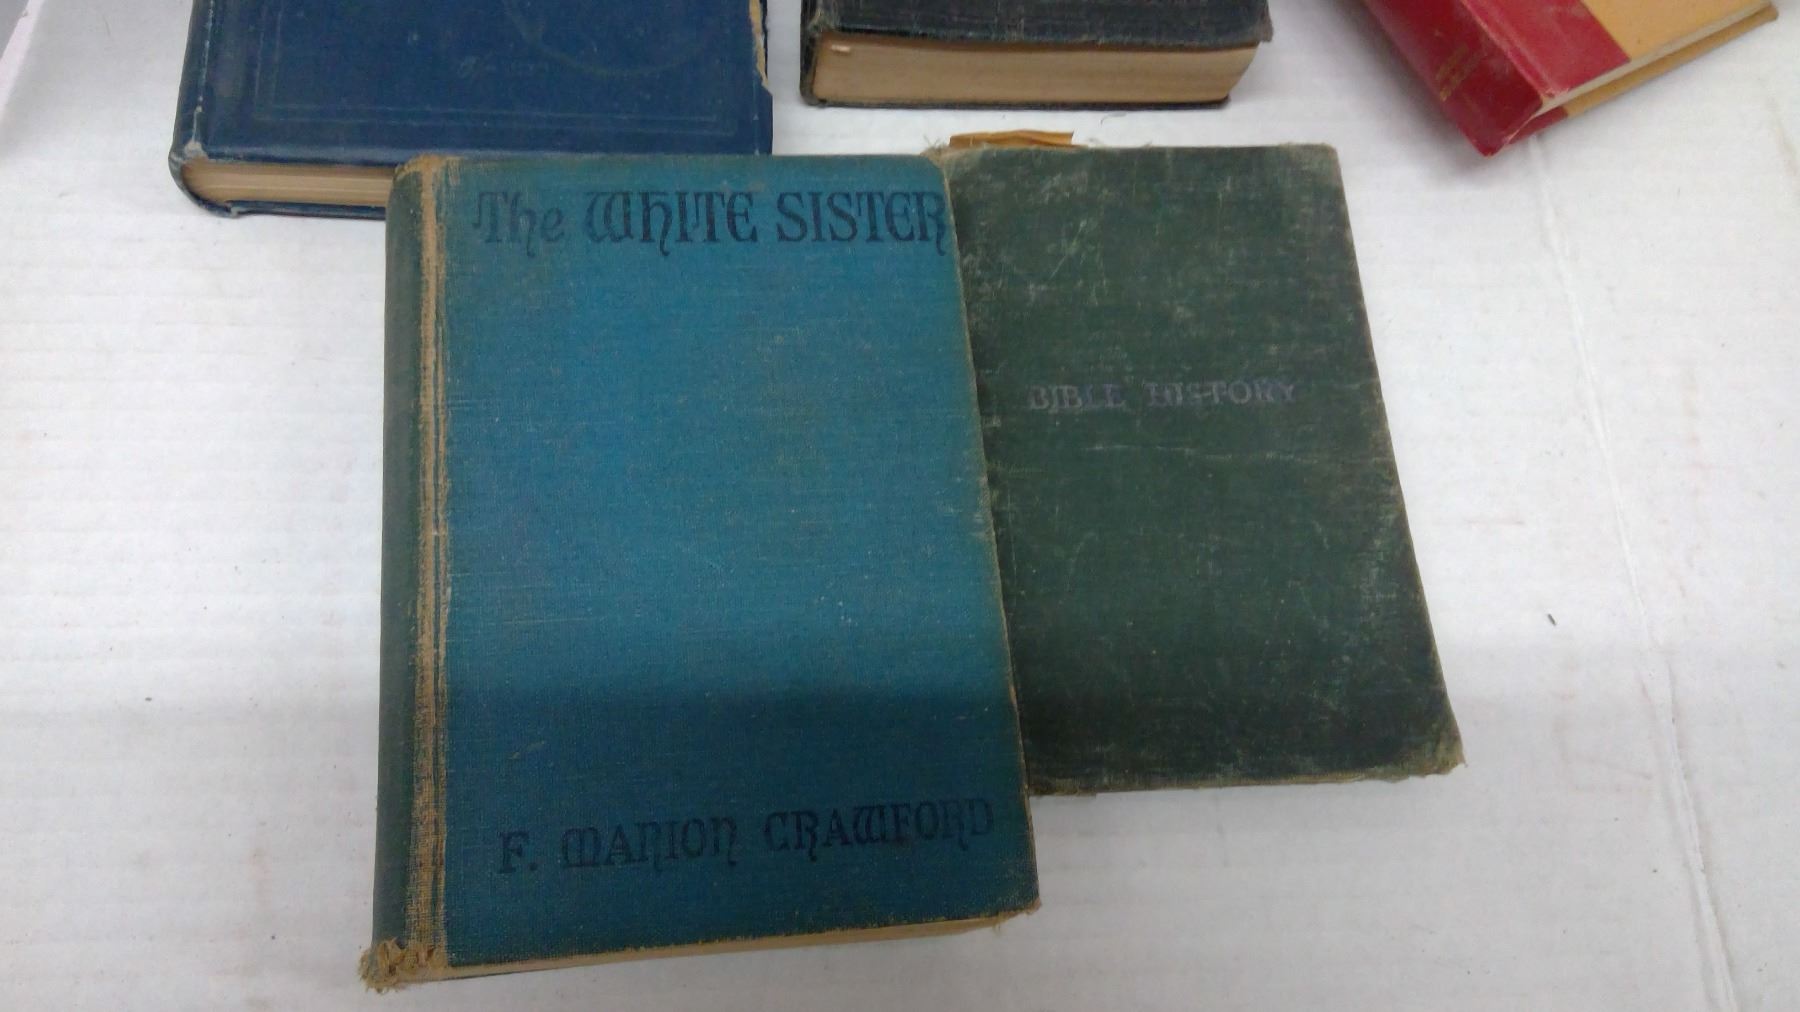 The WHITE SISTER
BIBLE HISTORY
F. MARION CRAWFORD